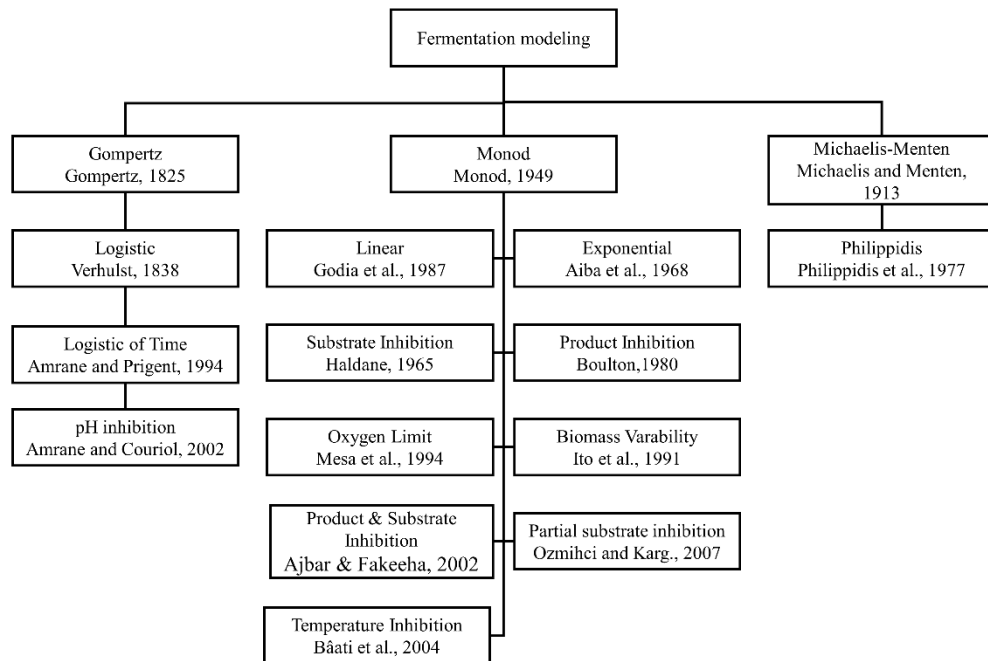 Fermentation modeling
Gompertz
Gompertz, 1825
Monod
Monod, 1949
Michaelis-Menten
Michaelis and Menten,
1913
Logistic
Verhulst, 1838
Linear
Godia et al., 1987
Exponential
Aiba et al., 1968
Philippidis
Philippidis et al., 1977
Logistic of Time
Amrane and Prigent, 1994
Substrate Inhibition
Haldane, 1965
Product Inhibition
Boulton,1980
pH inhibition
Amrane and Couriol, 2002
Oxygen Limit
Mesa et al., 1994
Biomass Varability
Ito et al., 1991
Product & Substrate
Inhibition
Ajbar & Fakeeha, 2002
Partial substrate inhibition
Ozmihci and Karg., 2007
Temperature Inhibition
Bâati et al., 2004